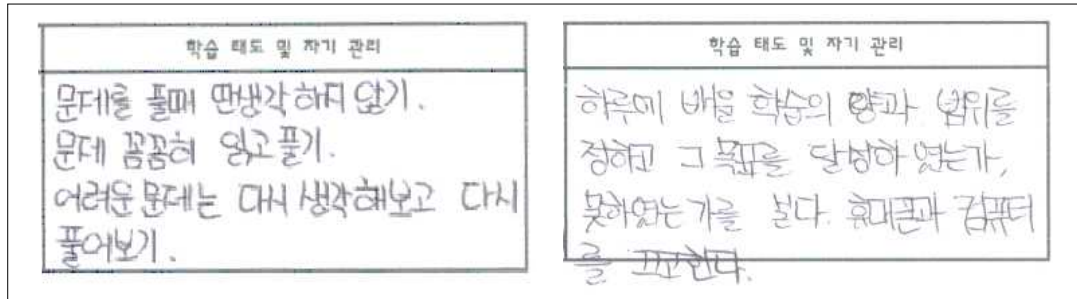 학습 태도 및 자기 관리
문제를 풀때 딴생각 하지 않기.
문제 꼼꼼히 읽고 풀기.
어려운 문제는 다시 생각해보고 다시
풀어보기.
학습 태도 및 자기 관리
하루에 배울 학습의 양과 범위를
정하고 그 목표를 달성하 였는가,
못하였는가를 본다. 휴대폰과 컴퓨터
를 끄고한다.